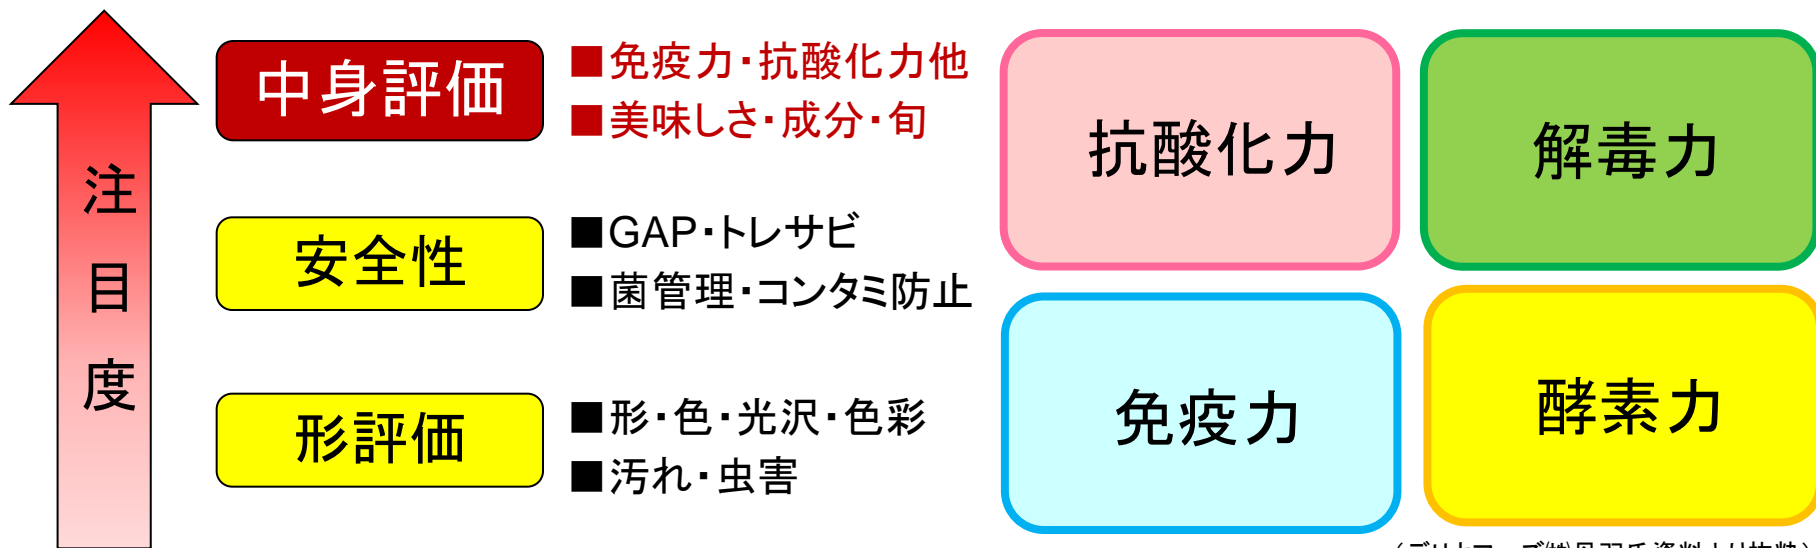 注目度
中身評価
■免疫力・抗酸化力他
■美味しさ・成分・旬
安全性
■GAP・トレサビ
■菌管理・コンタミ防止
形評価
■形・色・光沢・色彩
■汚れ・虫害
抗酸化力
解毒力
免疫力
酵素力